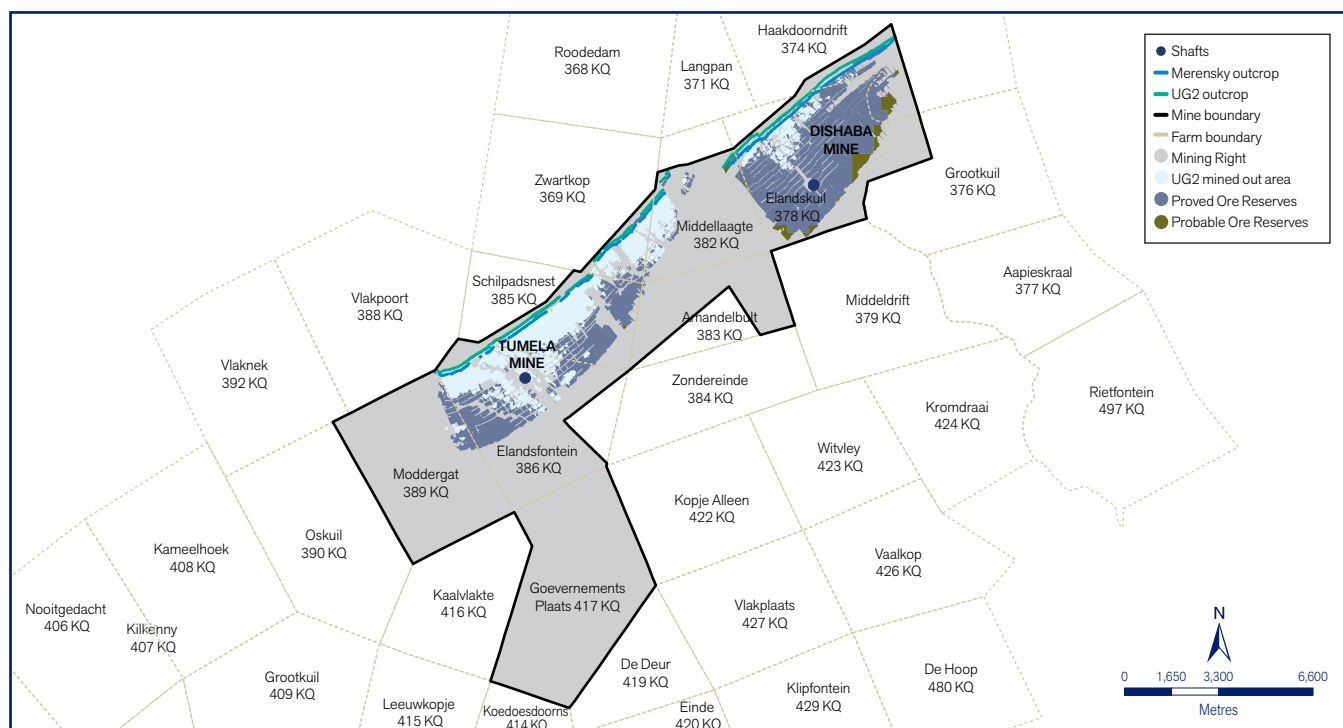 Haakdoorndrift
374 KQ
Roodedam
368 KQ
Langpan
371 KQ
Shafts
Merensky outcrop
UG2 outcrop
Mine boundary
Farm boundary
Mining Right
UG2 mined out area
Proved Ore Reserves
Probable Ore Reserves
DISHABA
MINE
Grootkuil
376 KQ
Zwartkop
369 KQ
Elandskuil
378 KQ
Middellaagte
382 KQ
Aapieskraal
377 KQ
Schilpadsnest
385 KQ
Vlakpoort
388 KQ
Middeldrift
379 KQ
Amandelbult
383 KQ
TUMELA
MINE
Vlaknek
392 KQ
Zondereinde
384 KQ
Rietfontein
497 KQ
Kromdraai
424 KQ
Witvley
423 KQ
Elandsfontein
386 KQ
Moddergat
389 KQ
Kopje Alleen
422 KQ
Oskuil
390 KQ
Kameelhoek
408 KQ
Vaalkop
426 KQ
Goevernements
Plaats 417 KQ
Kaalvlakte
416 KQ
Nooitgedacht
406 KQ
Kilkenny
407 KQ
Vlakplaats
427 KQ
De Deur
419 KQ
De Hoop
480 KQ
Grootkuil
409 KQ
Klipfontein
429 KQ
Leeuwkopje
415 KQ
Koedoesdoorns
414 KQ
Einde
420 KQ
N
0 1,650 3,300 6,600
Metres